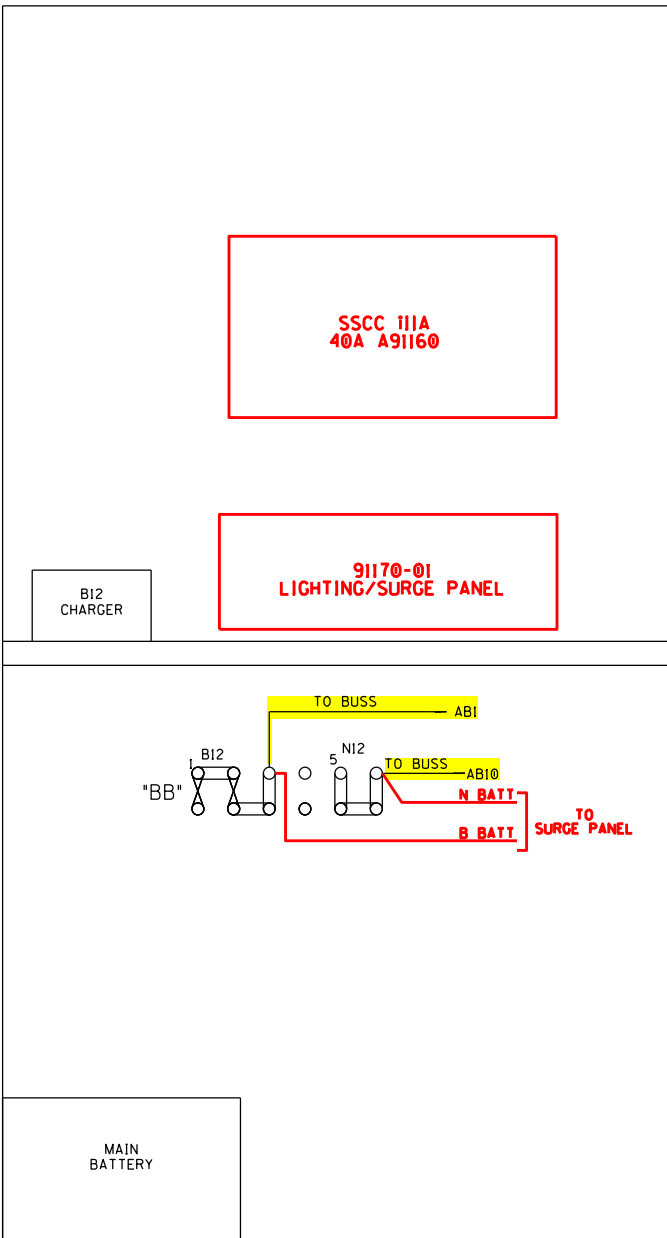 SSCC iIIA
40A A91160
91170-01
LIGHTING/SURGE PANEL
B12
CHARGER
TO BUSS
AB1
B12
N12
1
5
TO BUSS
AB10
"BB"
N BATT
B BATT
TO
SURGE PANEL
MAIN
BATTERY